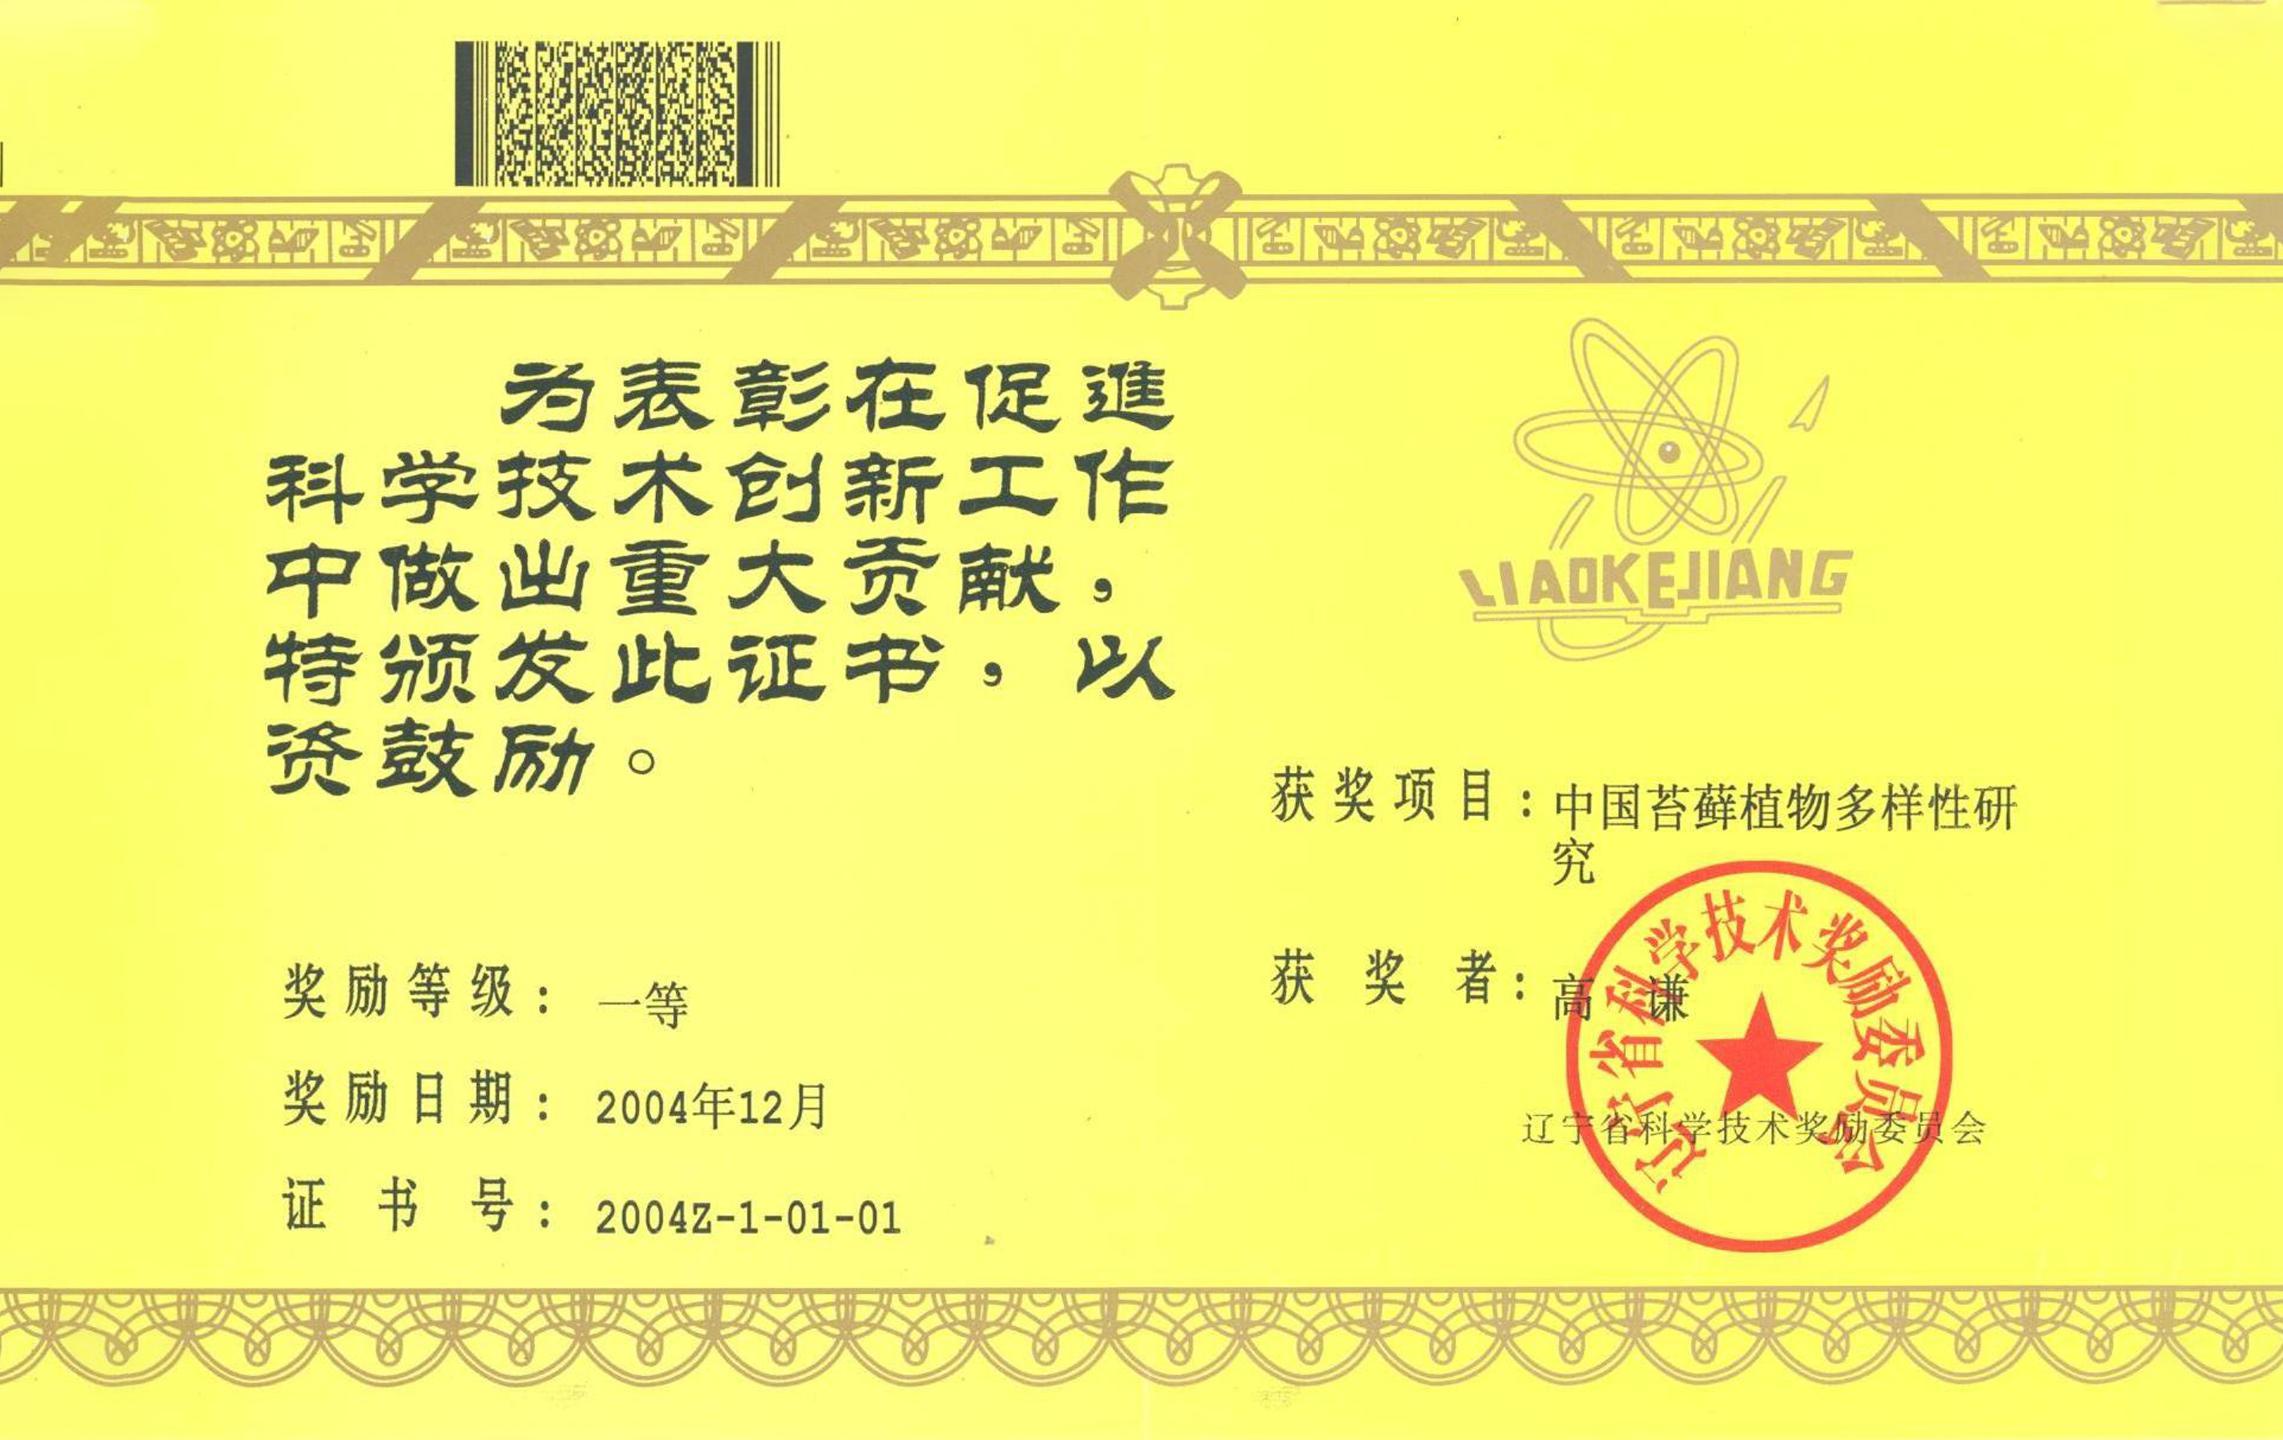 为表彰在促進
科学技术创新工作
中做出重大贡献，
特颁发此证书，以
资鼓励。
奖励等级：一等
奖励日期：2004年12月
证书号：2004Z-1-01-01
LIAOKEJIANG
获奖项目：中国苔藓植物多样性研
究
获奖者：高 谦
辽宁省科学技术奖励委员会
辽宁省科学技术奖励委员会